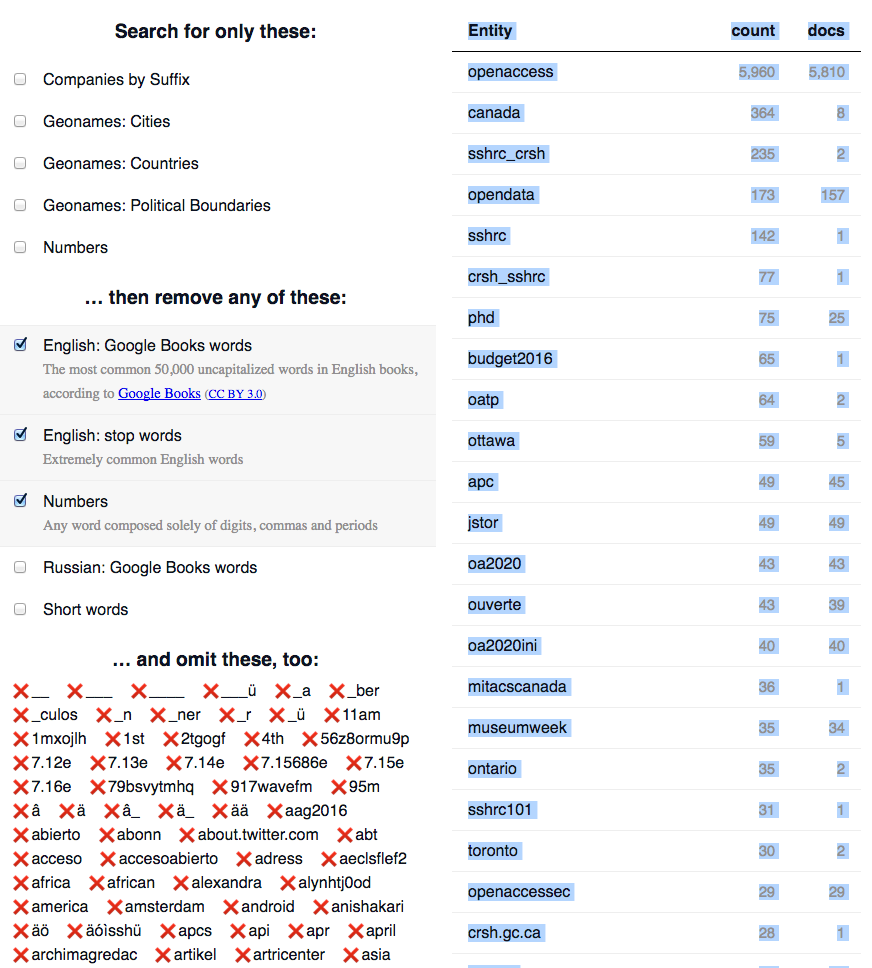 Search for only these:
Companies by Suffix
Geonames: Cities
Geonames: Countries
Geonames: Political Boundaries
Numbers
... then remove any of these:
English: Google Books words
The most common 50,000 uncapitalized words in English books,
according to Google Books (CC BY 3.0)
English: stop words
Extremely common English words
Numbers
Any word composed solely of digits, commas and periods
Russian: Google Books words
Short words
... and omit these, too:
__ ___ ____ ___ü _a _ber
_culos _n _ner _r _ü 11am
1mxojlh 1st 2tgogf 4th 56z8ormu9p
7.12e 7.13e 7.14e 7.15686e 7.15e
7.16e 79bsvytmhq 917wavefm 95m
â ä â_ ä_ ää aag2016
abierto abonn about.twitter.com abt
acceso accesoabierto adress aeclsflef2
africa african alexandra alynhtj0od
america amsterdam android anishakari
äö äóìsshü apcs api apr april
archimagredac artikel artricenter asia
Entity count docs
openaccess 5,960 5,810
canada 364 8
sshrc_crsh 235 2
opendata 173 157
sshrc 142 1
crsh_sshrc 77 1
phd 75 25
budget2016 65 1
oatp 64 2
ottawa 59 5
apc 49 45
jstor 49 49
oa2020 43 43
ouverte 43 39
oa2020ini 40 40
mitacscanada 36 1
museumweek 35 34
ontario 35 2
sshrc101 31 1
toronto 30 2
openaccessec 29 29
crsh.gc.ca 28 1